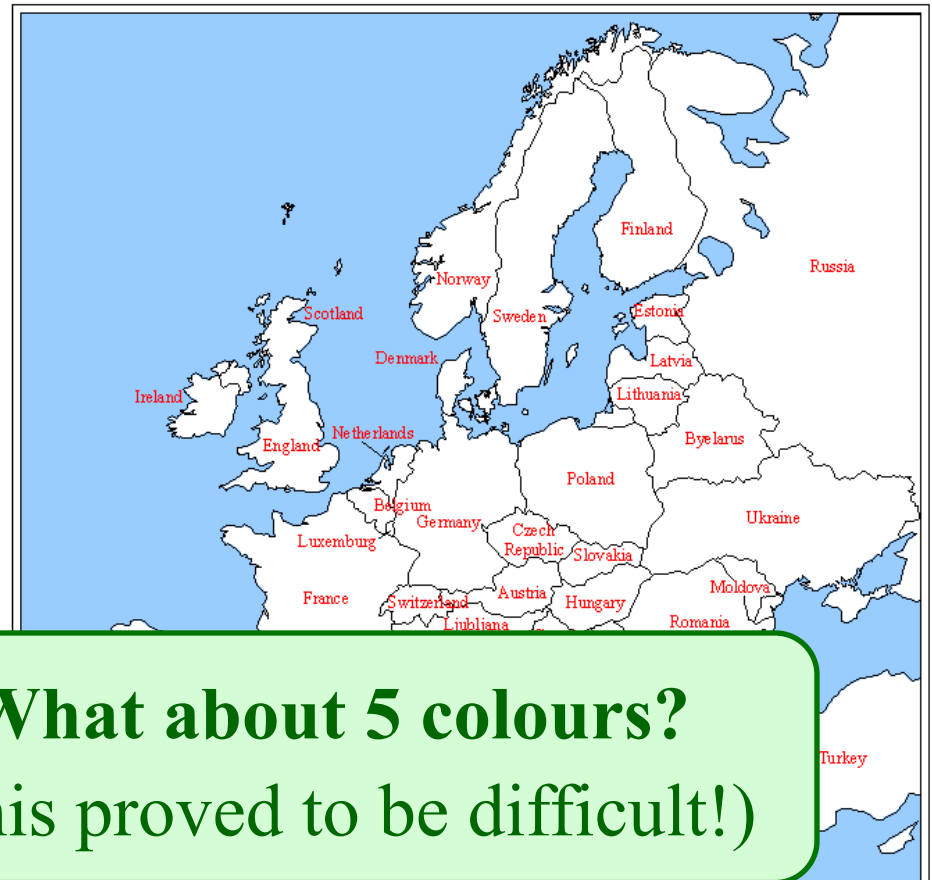 Finland
Russia
Norway
Scotland
Estonia
Sweden
Denmark
Latvia
Ireland
Lithuania
Netherlands
Byelarus
England
Poland
Belgium
Germany
Ukraine
Czech
Republic
Luxemburg
Slovakia
Moldova
Austria
France
Switzerland
Hungary
Romania
Ljubljana
What about 5 colours?
his proved to be difficult!)
Turkey